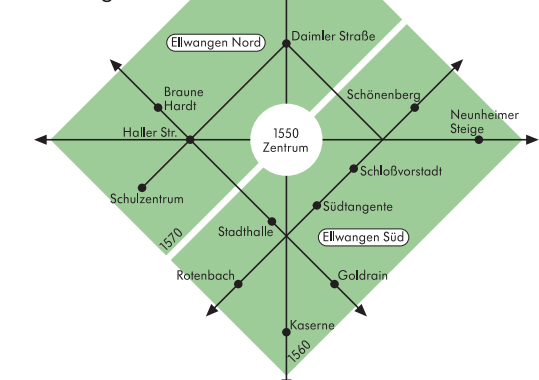 Daimler Straße
Ellwangen Nord
Braune
Hardt
Schönenberg
Neunheimer
Steige
Haller Str.
1550
Zentrum
Schloßvorstadt
Schulzentrum
Südtangente
Stadthalle
Ellwangen Süd
1570
Rotenbach
Goldrain
Kaserne
1560